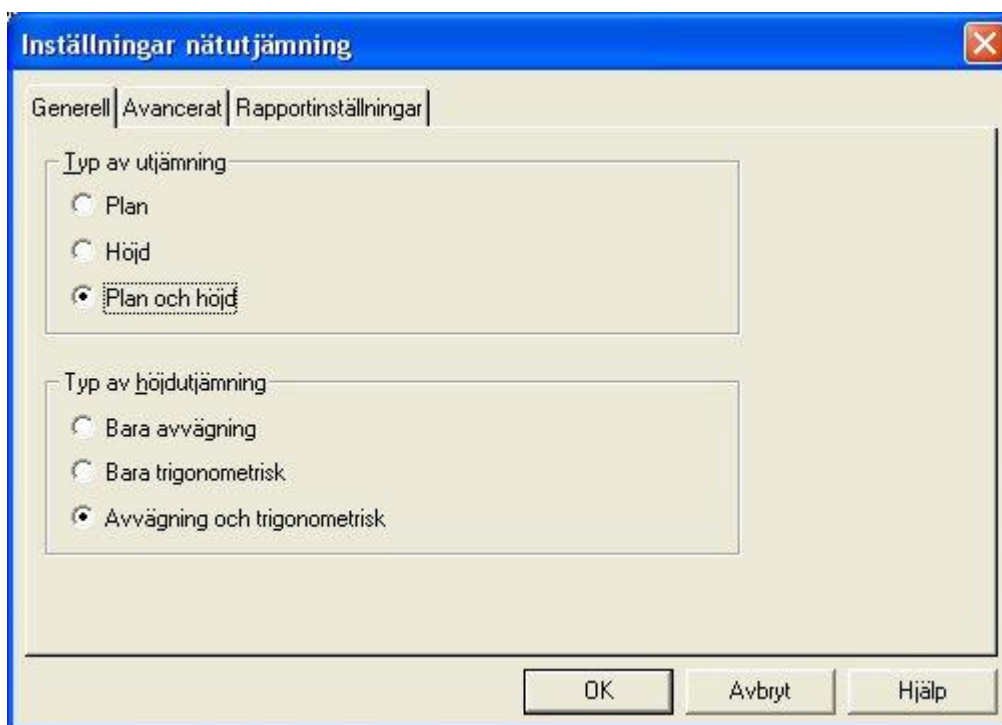 Inställningar nätutjämning
Generell Avancerat Rapportinställningar
Typ av utjämning
Plan
Höjd
Plan och höjd
Typ av höjdutjämning
Bara avvägning
Bara trigonometrisk
Avvägning och trigonometrisk
OK Avbryt Hjälp